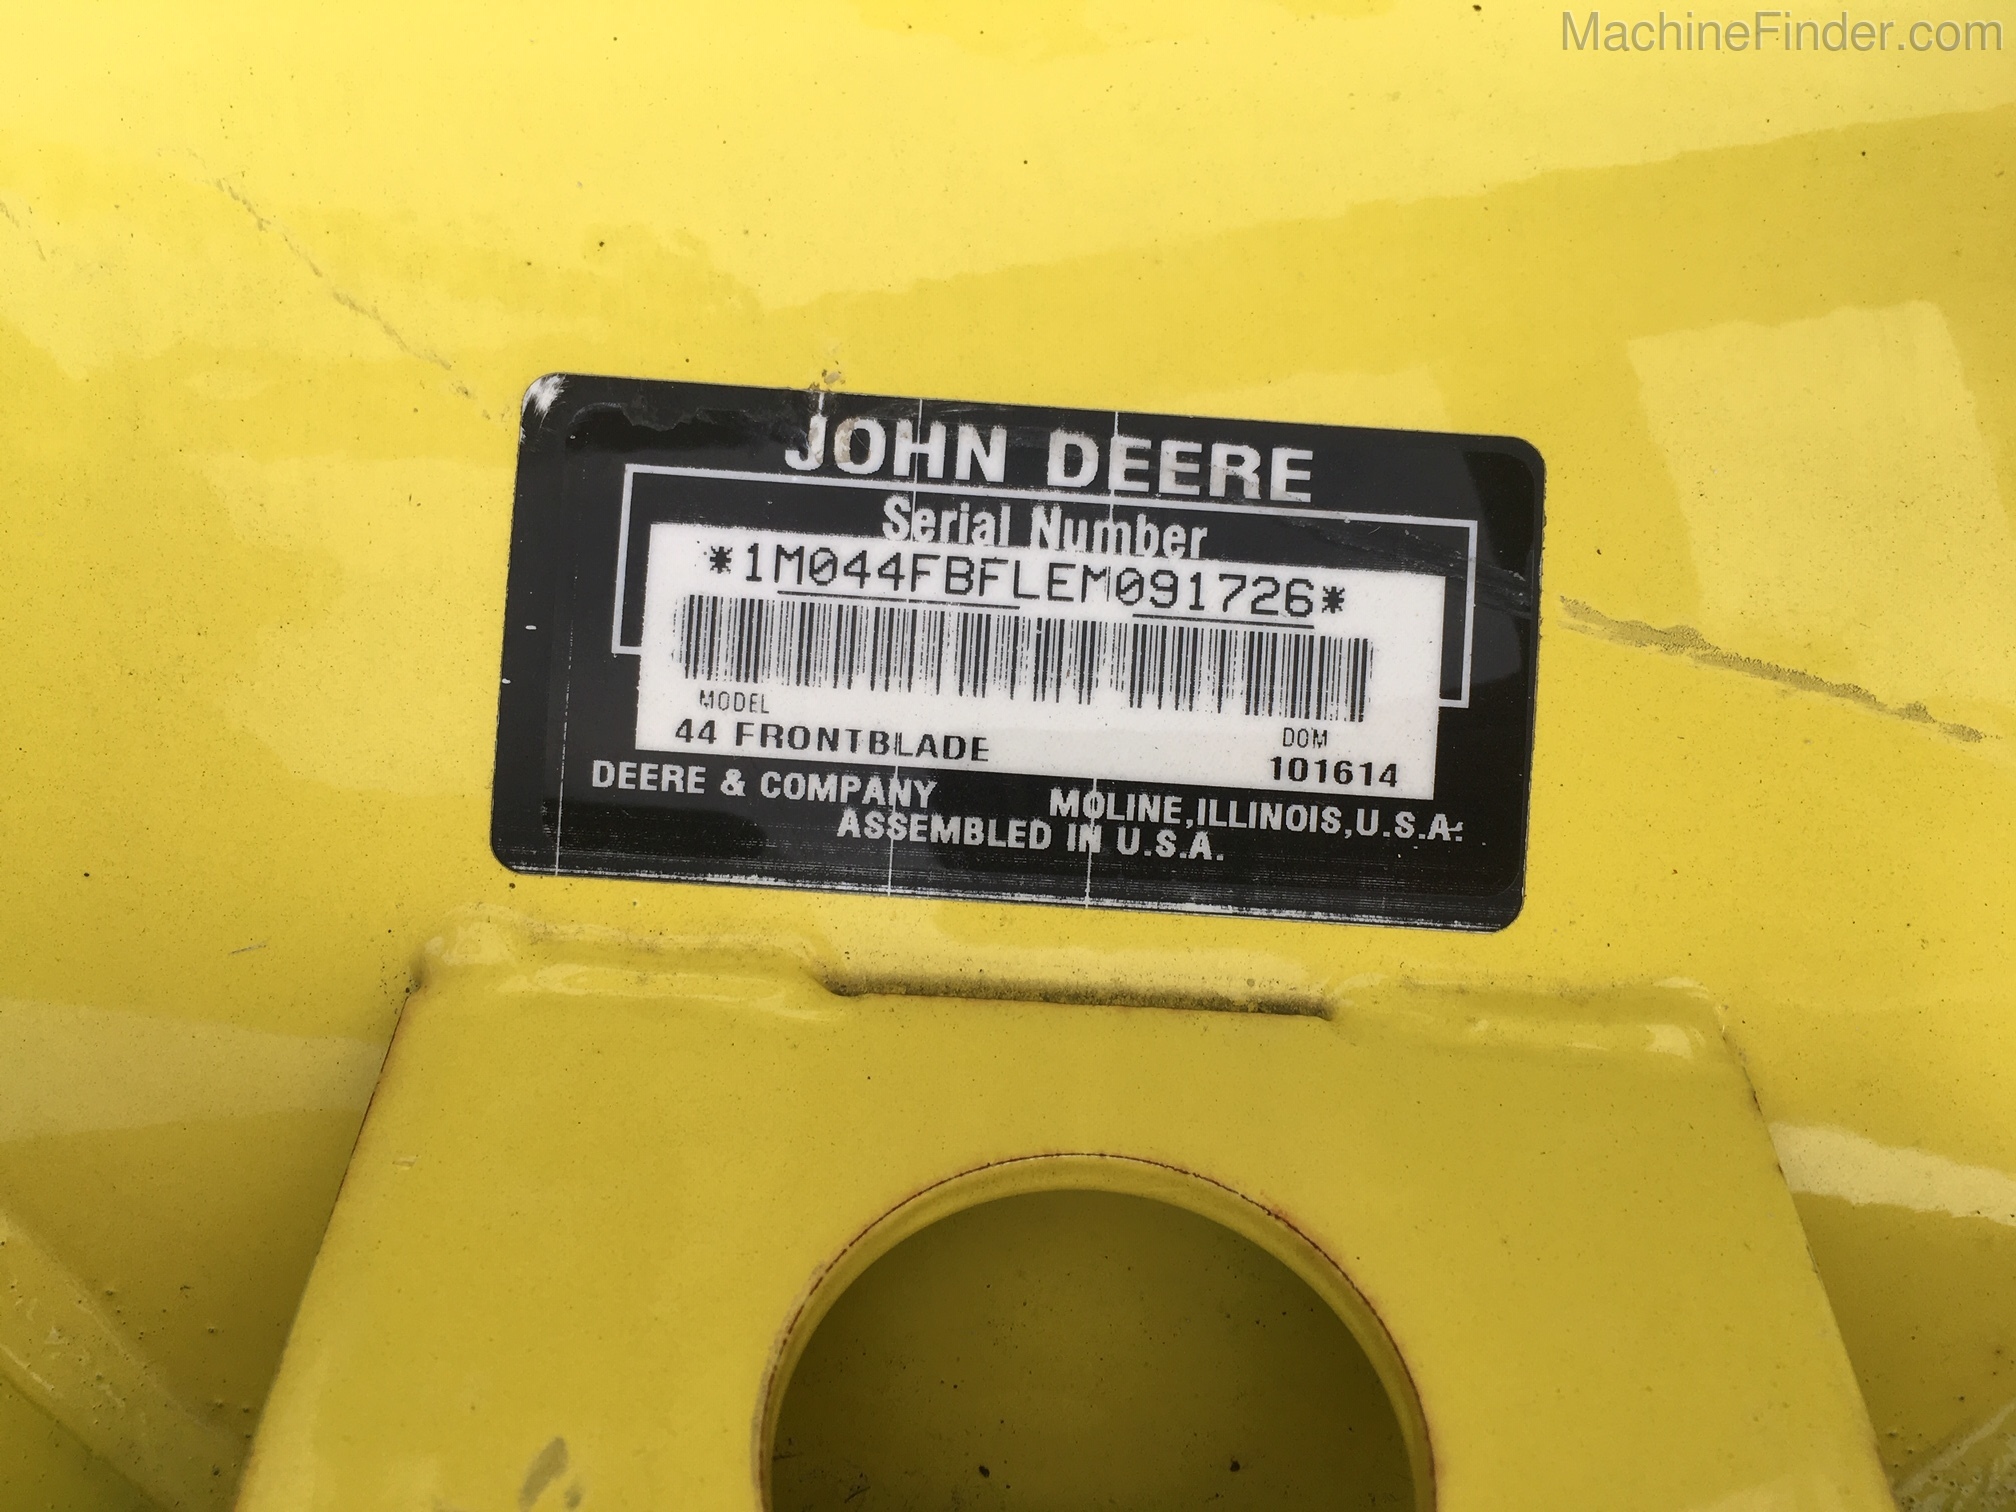 MachineFinder.com
JOHN DEERE
Serial Number
*1M044FBFLEM091726*
MODEL
44 FRONTBLADE
DOM
101614
DEERE & COMPANY MOLINE, ILLINOIS, U.S.A.
ASSEMBLED IN U.S.A.